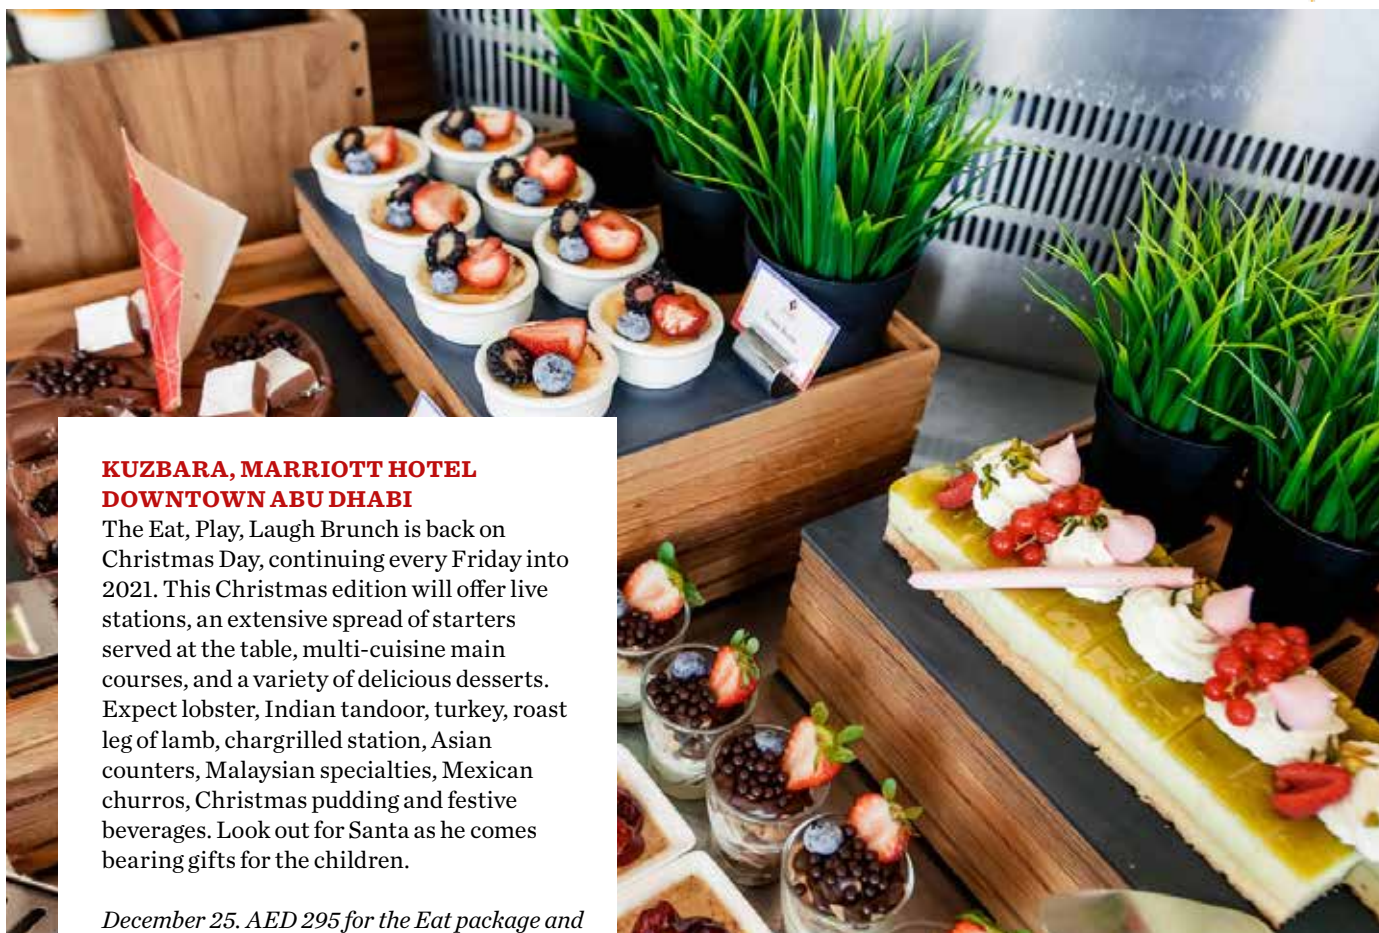 KUZBARA, MARRIOTT HOTEL
DOWNTOWN ABU DHABI
The Eat, Play, Laugh Brunch is back on
Christmas Day, continuing every Friday into
2021. This Christmas edition will offer live
stations, an extensive spread of starters
served at the table, multi-cuisine main
courses, and a variety of delicious desserts.
Expect lobster, Indian tandoor, turkey, roast
leg of lamb, chargrilled station, Asian
counters, Malaysian specialties, Mexican
churros, Christmas pudding and festive
beverages. Look out for Santa as he comes
bearing gifts for the children.
December 25. AED 295 for the Eat package and